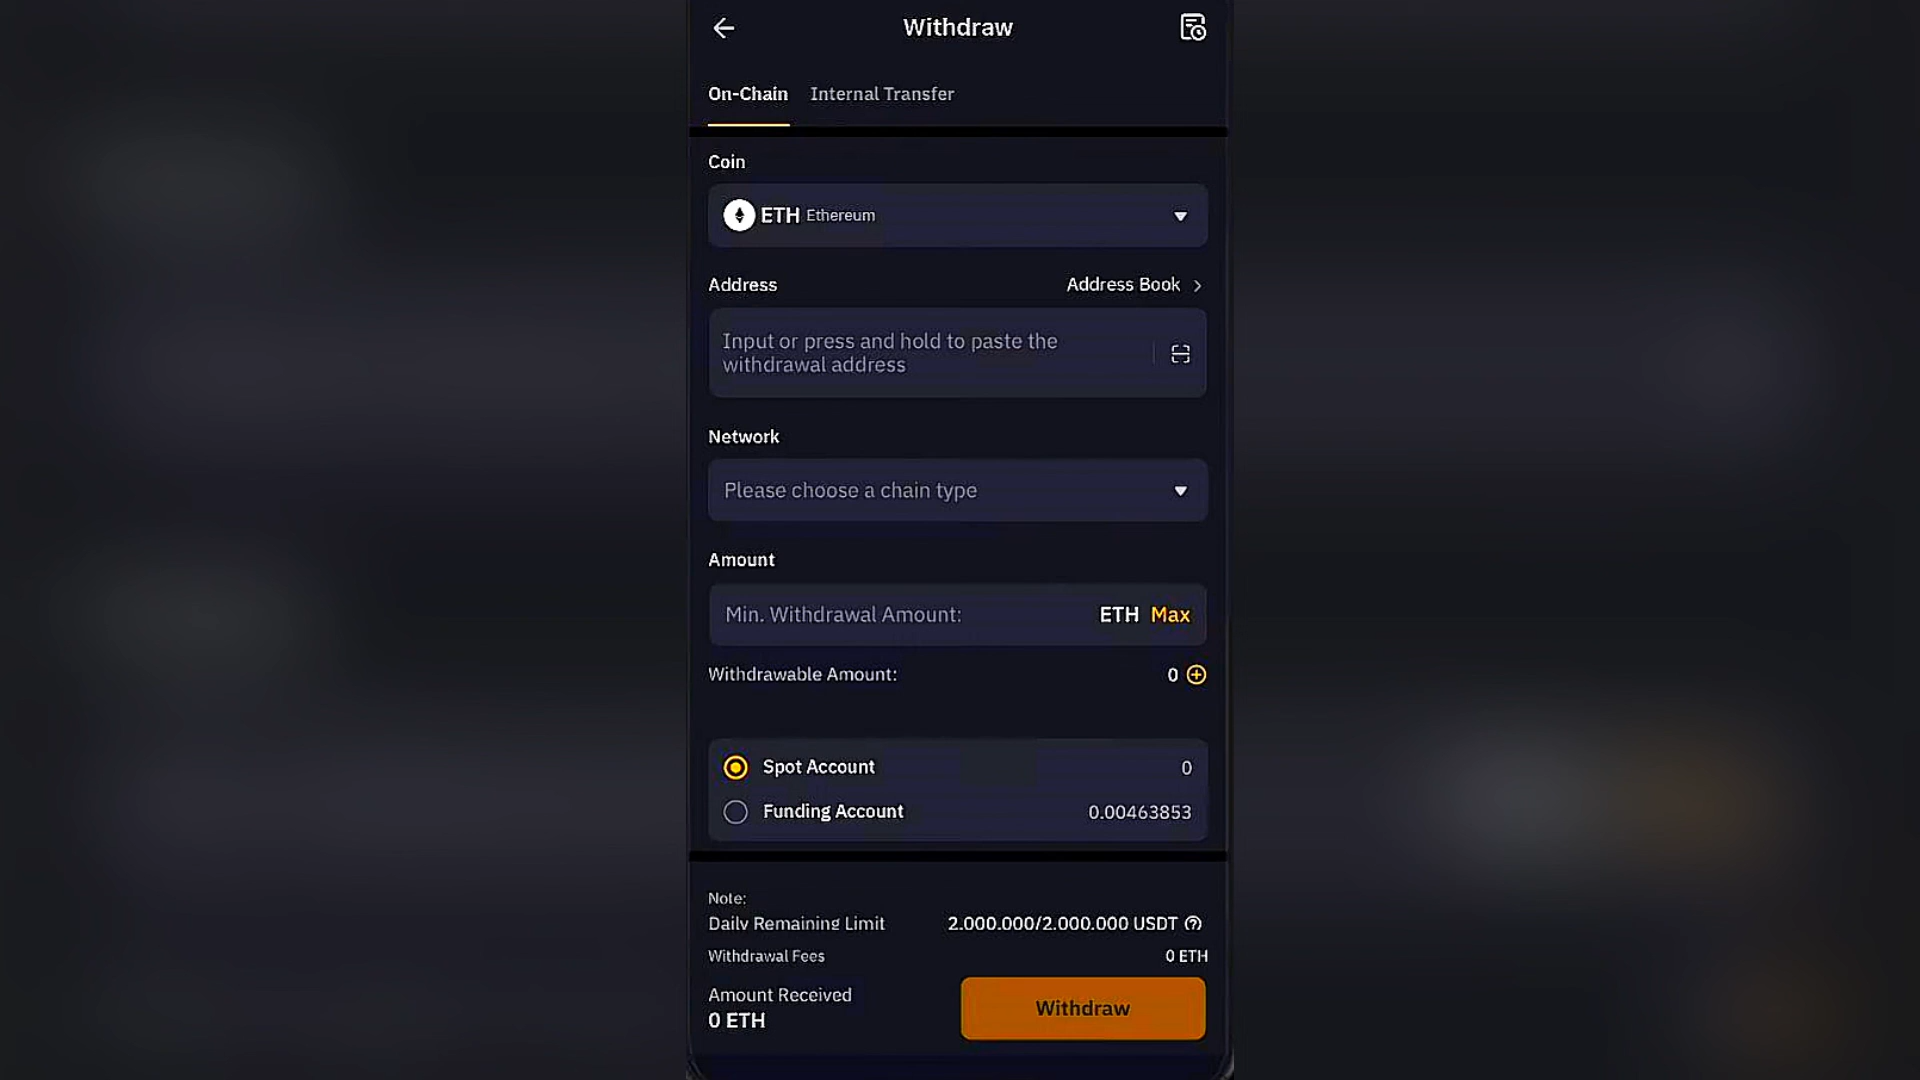 Withdraw
On-Chain Internal Transfer
Coin
ETH Ethereum
Address Address Book >
Input or press and hold to paste the
withdrawal address
Network
Please choose a chain type
Amount
Min. Withdrawal Amount: ETH Max
Withdrawable Amount: 0
Spot Account 0
Funding Account 0.00463853
Note:
Daily Remaining Limit 2.000.000/2.000.000 USDT
Withdrawal Fees 0 ETH
Amount Received
0 ETH
Withdraw